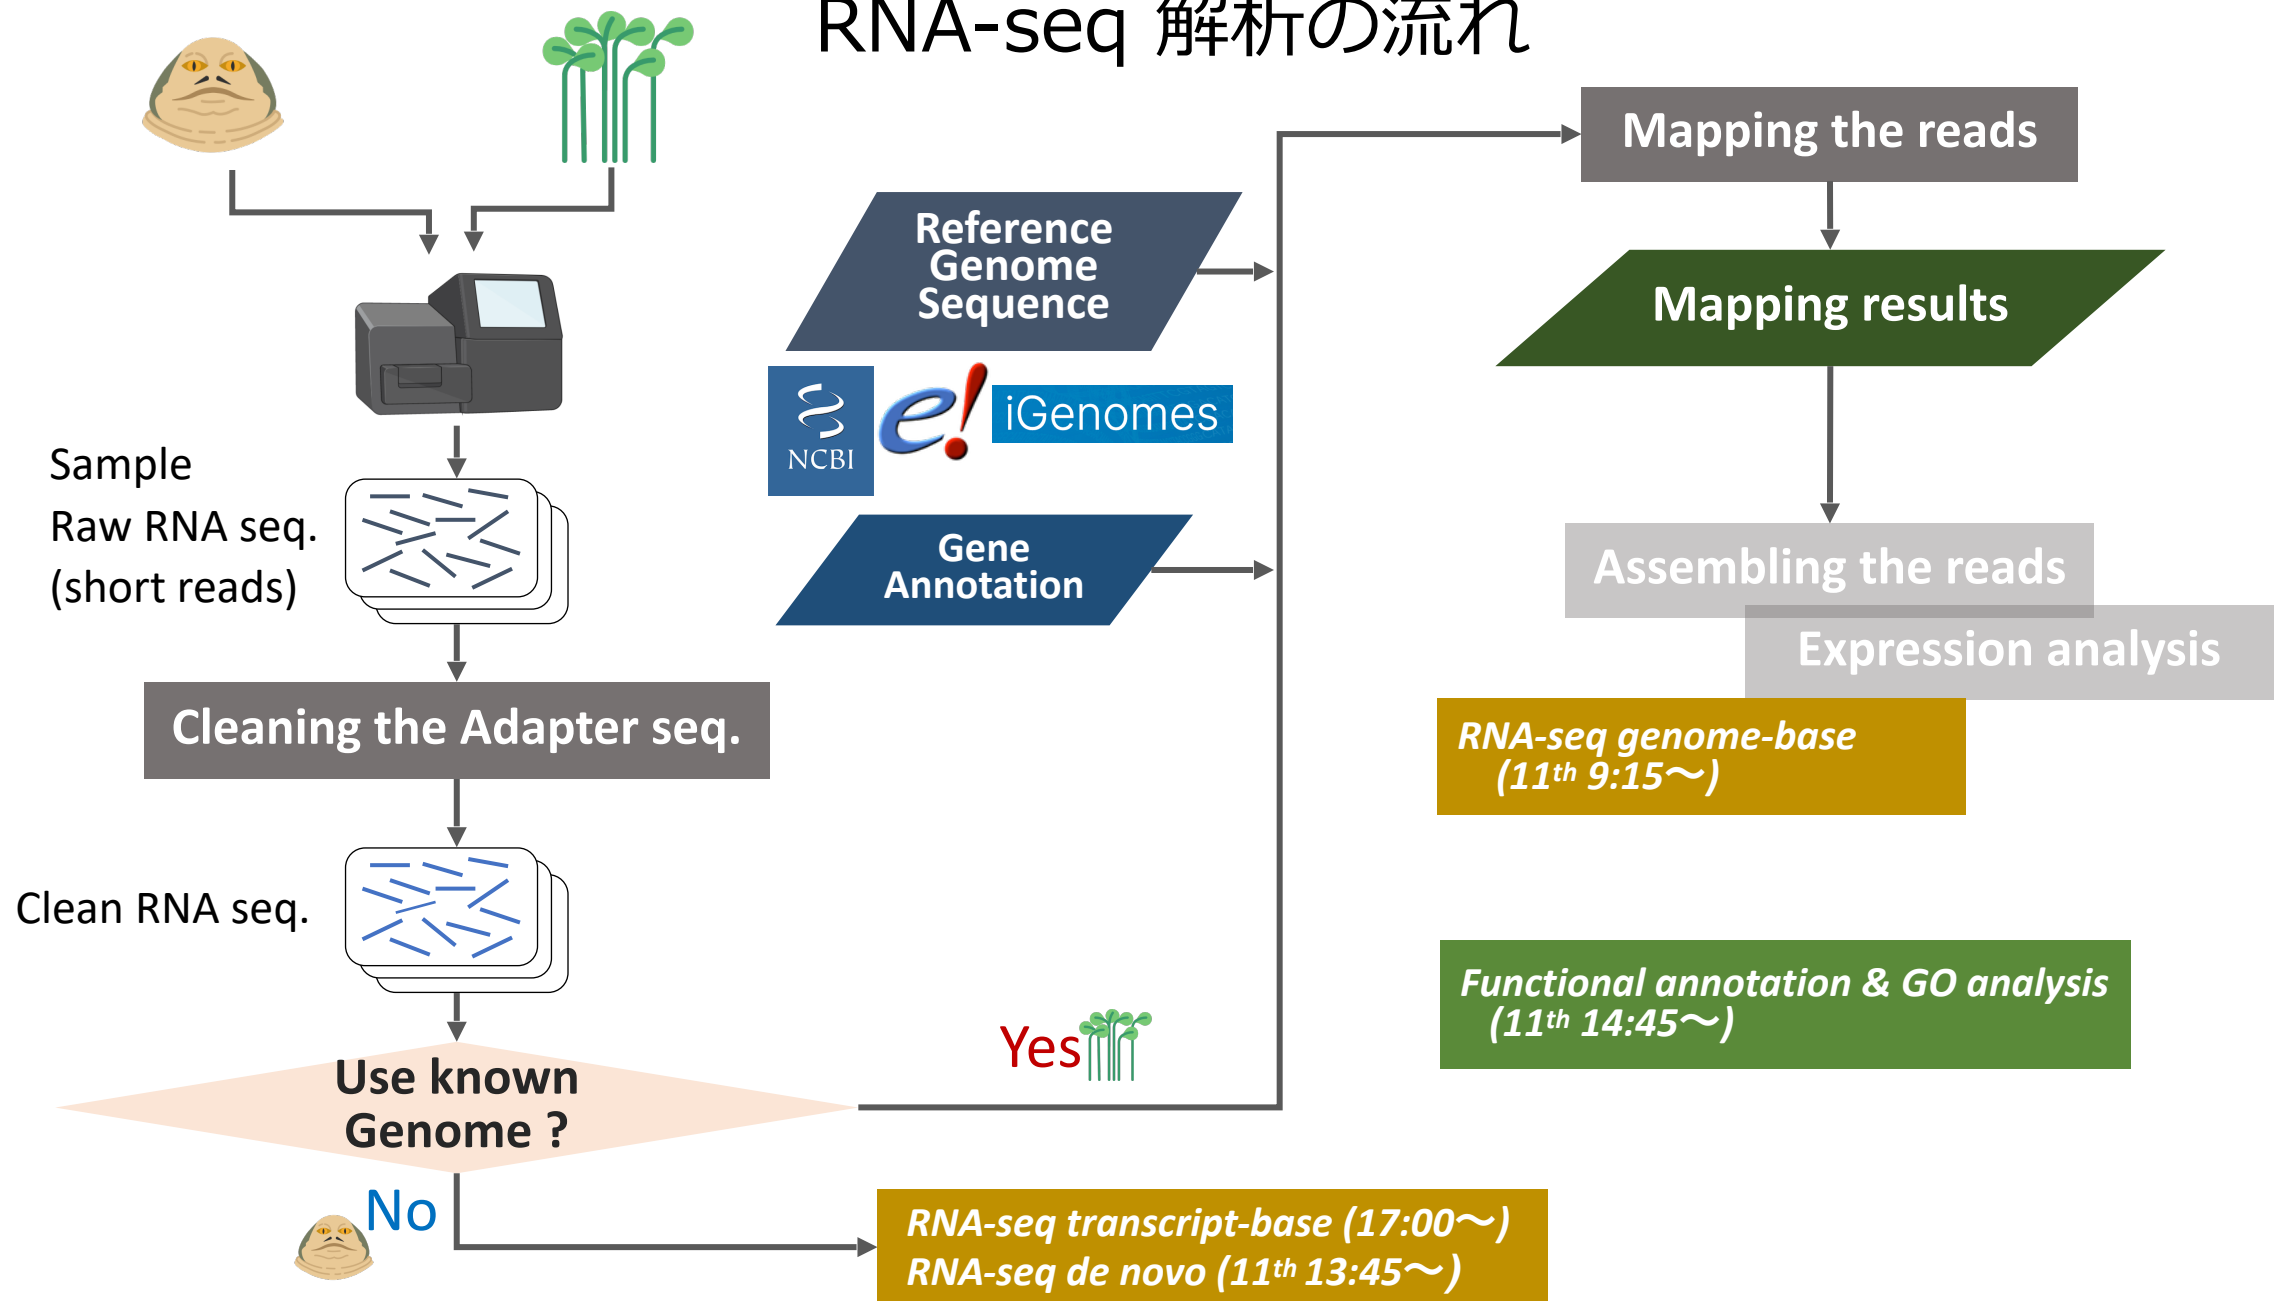 RNA-seq 解析の流れ
Sample
Raw RNA seq.
(short reads)
Cleaning the Adapter seq.
Clean RNA seq.
Use known
Genome ?
Yes
No
Reference
Genome
Sequence
NCBI
e!
iGenomes
Gene
Annotation
Mapping the reads
Mapping results
Assembling the reads
Expression analysis
RNA-seq genome-base
(11th 9:15～)
Functional annotation & GO analysis
(11th 14:45～)
RNA-seq transcript-base (17:00～)
RNA-seq de novo (11th 13:45～)